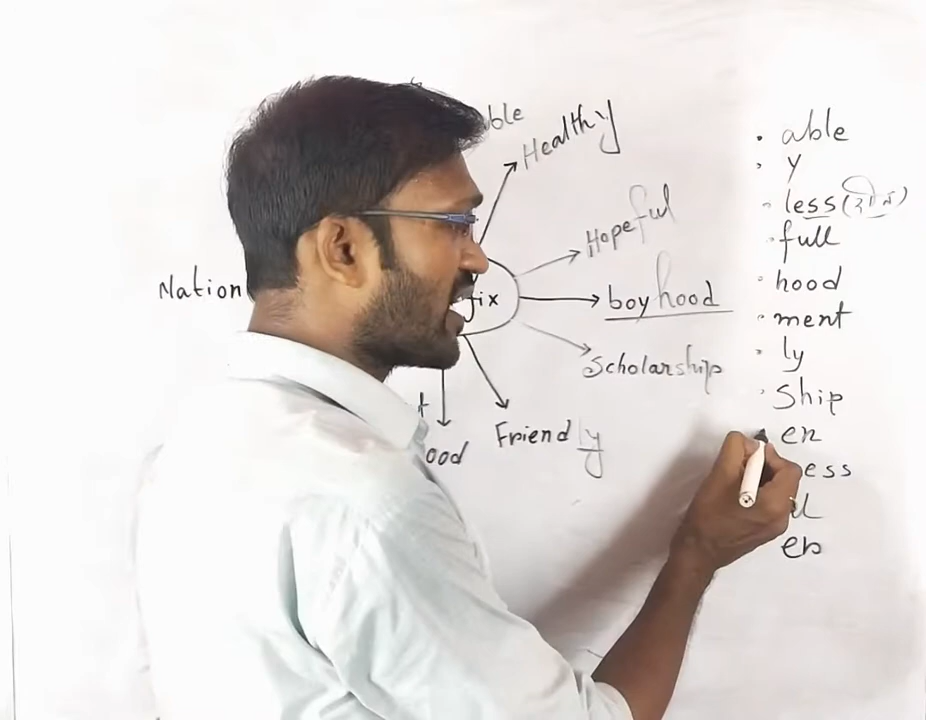 ble
Healthy
Hopeful
Nation
fix
boyhood
Scholarship
Friendly
t
ood
able
y
less (हीन)
full
hood
ment
ly
Ship
en
ess
al
en